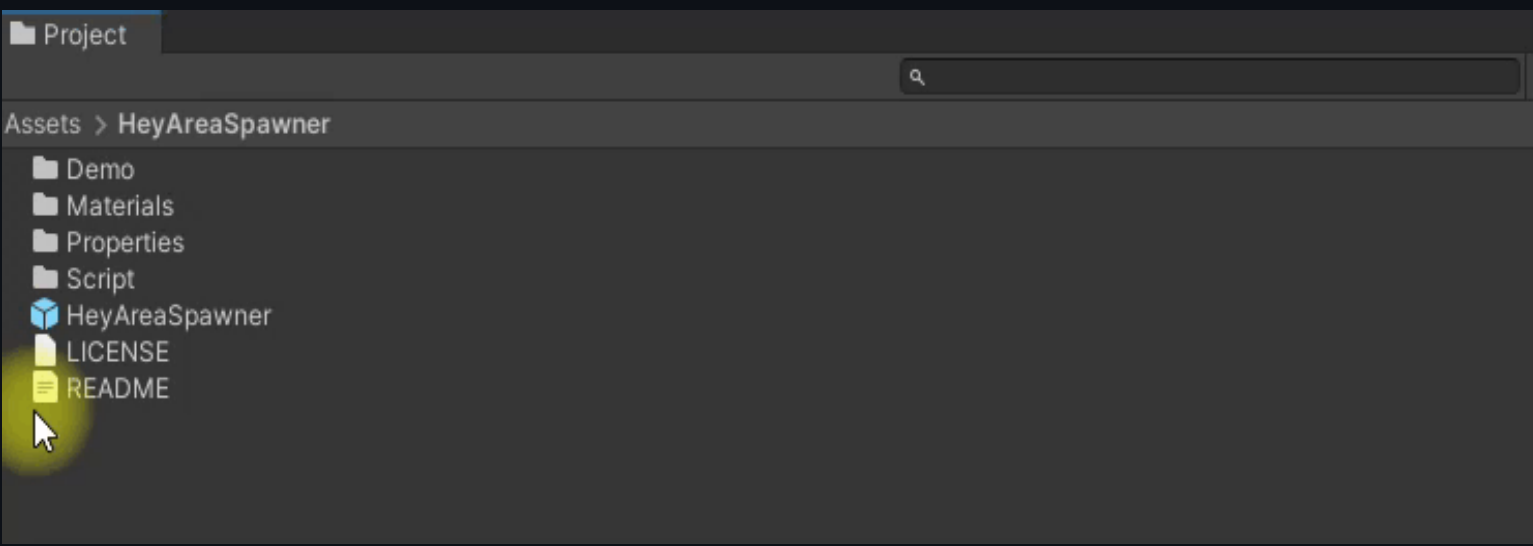 Project
Assets > HeyAreaSpawner
Demo
Materials
Properties
Script
HeyAreaSpawner
LICENSE
README